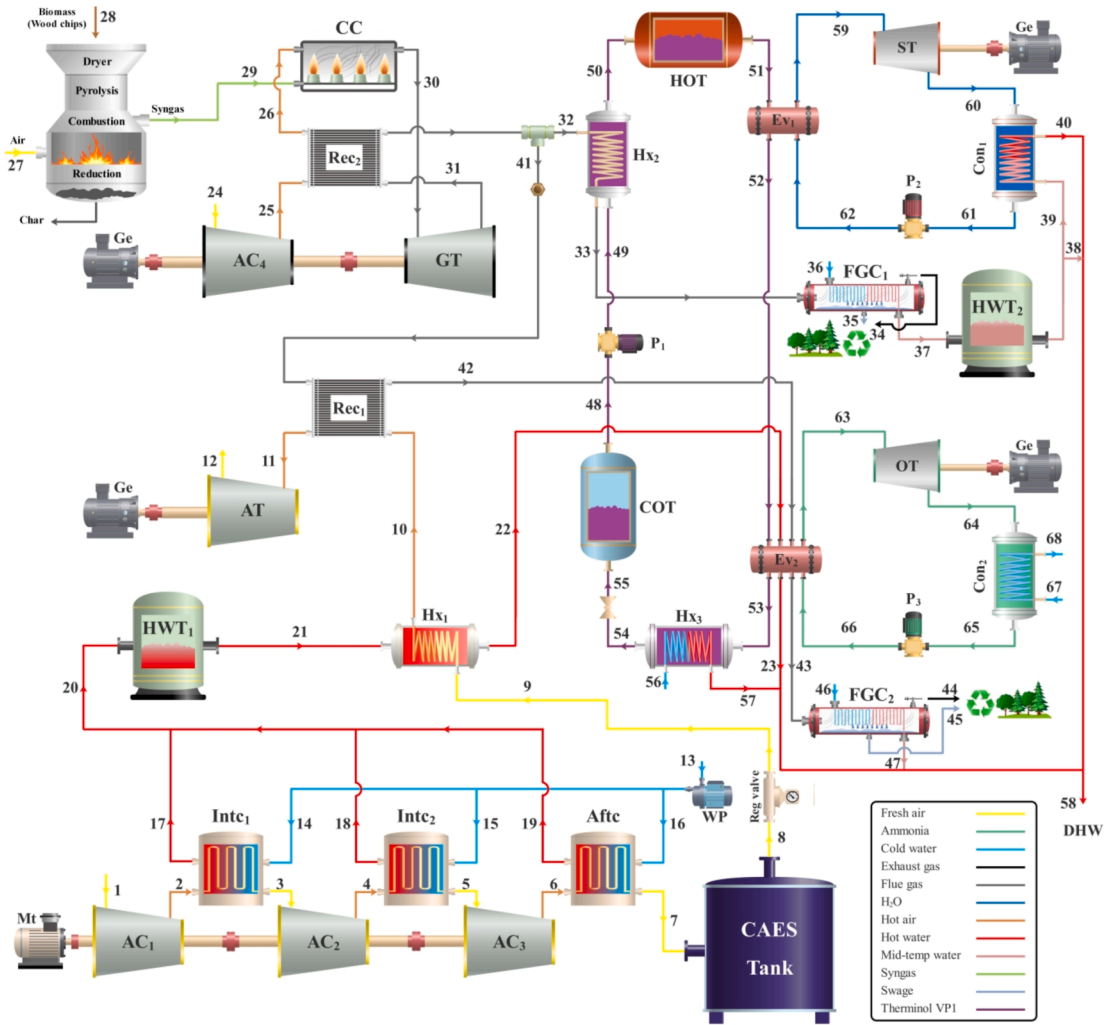 Biomass
(Wood chips)
28
CC
Dryer
Pyrolysis
Combustion
Reduction
Syngas
Air
27
Char
29
26
30
Rec₂
31
24
25
Ge
AC₄
GT
32
41
50
HOT
51
Hx₂
Ev₁
52
33
49
P₁
48
59
ST
Ge
60
40
Con₁
P₂
62
61
39
38
36
FGC₁
35
34
37
HWT₂
42
Rec₁
12
11
Ge
AT
10
22
COT
55
54
63
OT
Ge
64
68
Con₂
67
Ev₂
P₃
66
65
53
HWT₁
21
Hx₁
Hx₃
56
57
23
43
20
9
46
FGC₂
44
45
47
58
DHW
13
WP
Reg valve
8
17
Intc₁
14
18
Intc₂
15
19
Aftc
16
1
2
3
4
5
6
7
Mt
AC₁
AC₂
AC₃
CAES
Tank
Fresh air
Ammonia
Cold water
Exhaust gas
Flue gas
H₂O
Hot air
Hot water
Mid-temp water
Syngas
Swage
Therminol VP1